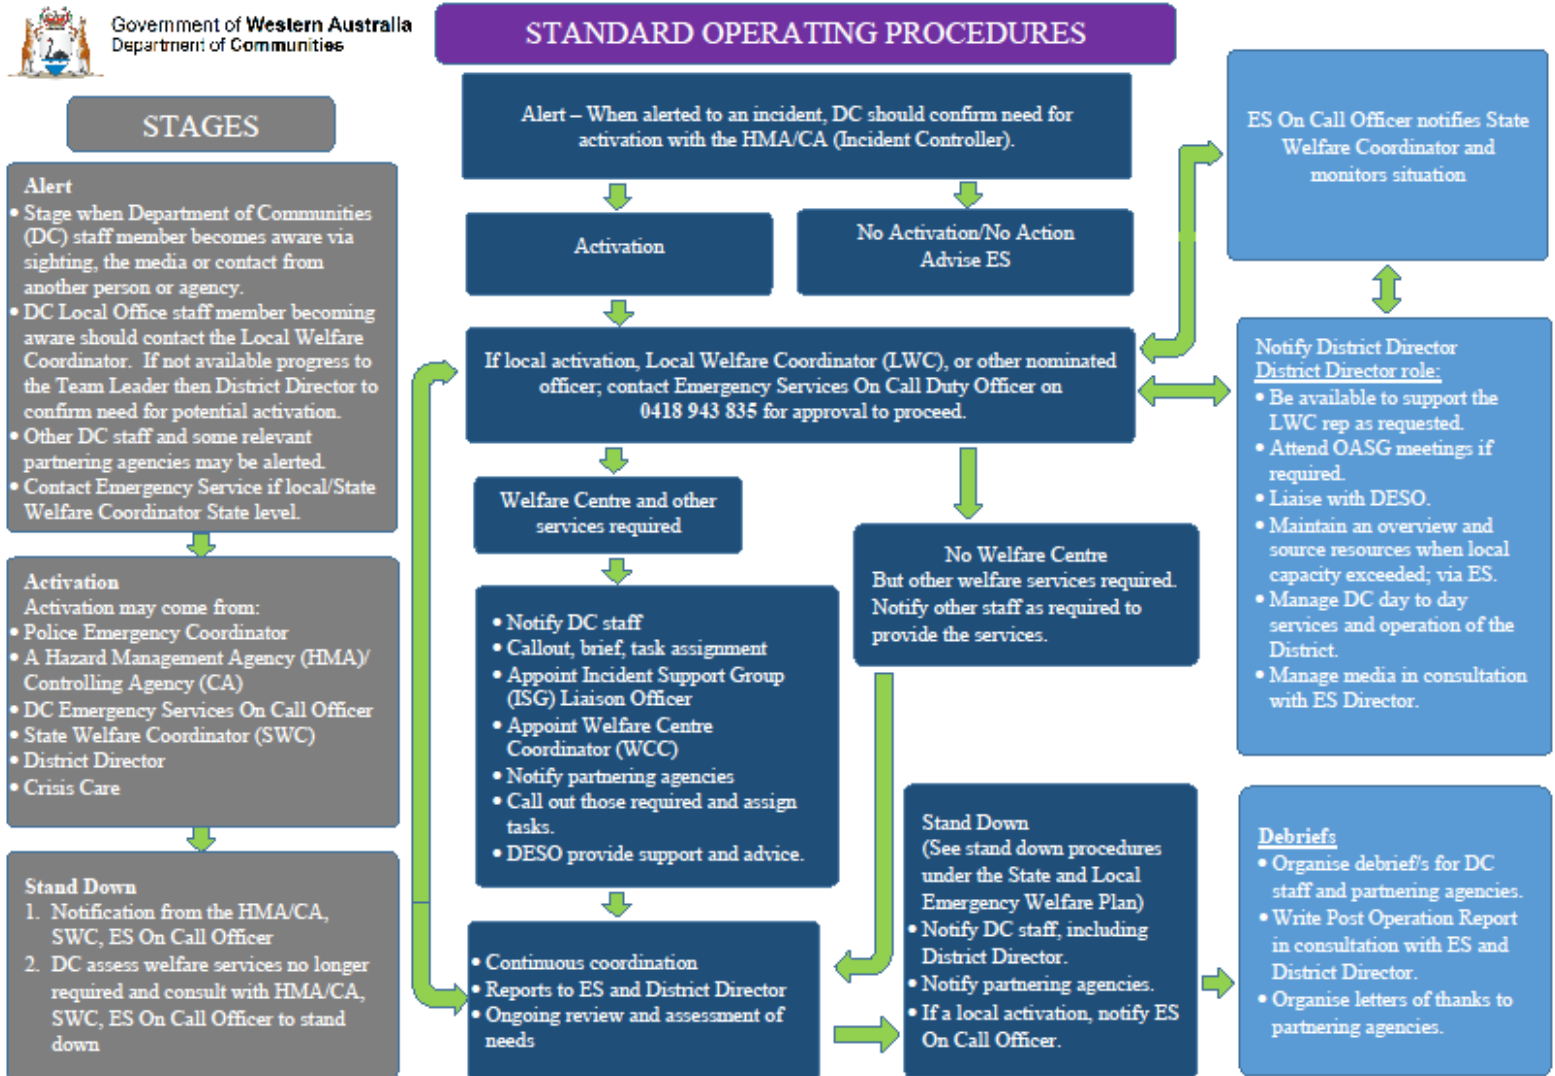 Government of Western Australia
Department of Communities
STANDARD OPERATING PROCEDURES
STAGES
Alert
• Stage when Department of Communities
(DC) staff member becomes aware via
sighting, the media or contact from
another person or agency.
• DC Local Office staff member becoming
aware should contact the Local Welfare
Coordinator. If not available progress to
the Team Leader then District Director to
confirm need for potential activation.
• Other DC staff and some relevant
partnering agencies may be alerted.
• Contact Emergency Service if local/State
Welfare Coordinator State level.
Activation
Activation may come from:
• Police Emergency Coordinator
• A Hazard Management Agency (HMA)/
Controlling Agency (CA)
• DC Emergency Services On Call Officer
• State Welfare Coordinator (SWC)
• District Director
• Crisis Care
Stand Down
1. Notification from the HMA/CA,
SWC, ES On Call Officer
2. DC assess welfare services no longer
required and consult with HMA/CA,
SWC, ES On Call Officer to stand
down
Alert – When alerted to an incident, DC should confirm need for
activation with the HMA/CA (Incident Controller).
Activation
No Activation/No Action
Advise ES
If local activation, Local Welfare Coordinator (LWC), or other nominated
officer; contact Emergency Services On Call Duty Officer on
0418 943 835 for approval to proceed.
Welfare Centre and other
services required
No Welfare Centre
But other welfare services required.
Notify other staff as required to
provide the services.
• Notify DC staff
• Callout, brief, task assignment
• Appoint Incident Support Group
(ISG) Liaison Officer
• Appoint Welfare Centre
Coordinator (WCC)
• Notify partnering agencies
• Call out those required and assign
tasks.
• DESO provide support and advice.
• Continuous coordination
• Reports to ES and District Director
• Ongoing review and assessment of
needs
Stand Down
(See stand down procedures
under the State and Local
Emergency Welfare Plan)
• Notify DC staff, including
District Director.
• Notify partnering agencies.
• If a local activation, notify ES
On Call Officer.
ES On Call Officer notifies State
Welfare Coordinator and
monitors situation
Notify District Director
District Director role:
• Be available to support the
LWC rep as requested.
• Attend OASG meetings if
required.
• Liaise with DESO.
• Maintain an overview and
source resources when local
capacity exceeded; via ES.
• Manage DC day to day
services and operation of the
District.
• Manage media in consultation
with ES Director.
Debriefs
• Organise debrief/s for DC
staff and partnering agencies.
• Write Post Operation Report
in consultation with ES and
District Director.
• Organise letters of thanks to
partnering agencies.